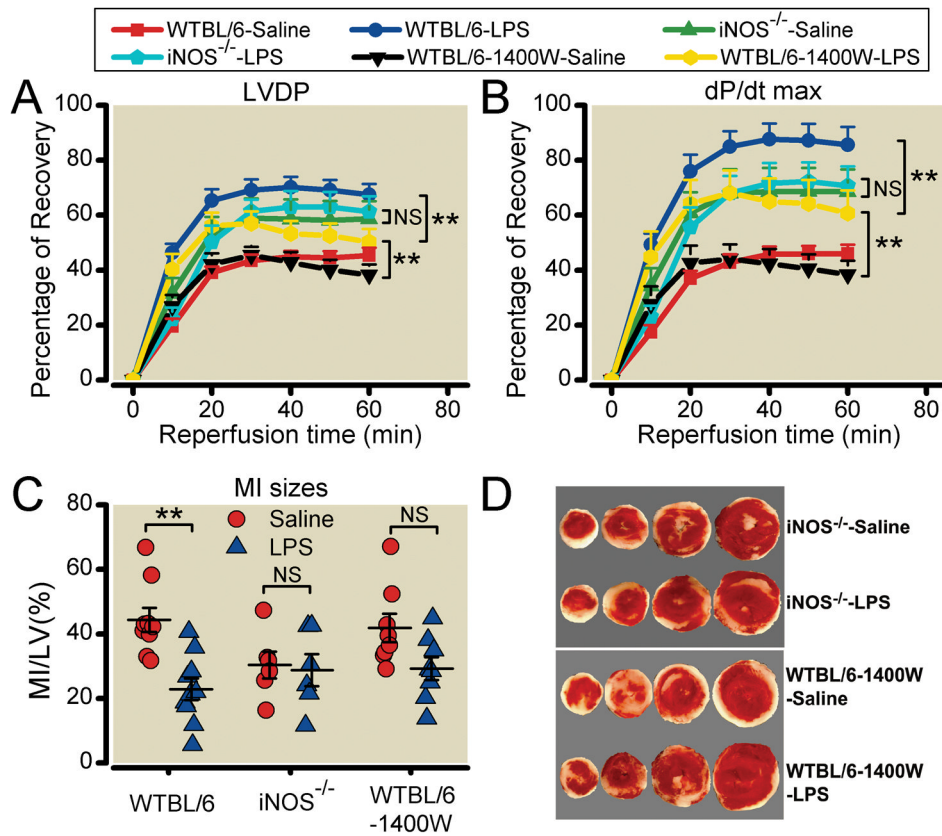 WTBL/6-Saline WTBL/6-LPS iNOS⁻/⁻-Saline
iNOS⁻/⁻-LPS WTBL/6-1400W-Saline WTBL/6-1400W-LPS
A
LVDP
Percentage of Recovery
100
80
60
40
20
0
NS
**
**
0 20 40 60 80
Reperfusion time (min)
B
dP/dt max
Percentage of Recovery
100
80
60
40
20
0
NS
**
**
0 20 40 60 80
Reperfusion time (min)
C
MI sizes
MI/LV(%)
80
60
40
20
0
**
Saline
LPS
NS
NS
WTBL/6
iNOS⁻/⁻
WTBL/6
-1400W
D
iNOS⁻/⁻-Saline
iNOS⁻/⁻-LPS
WTBL/6-1400W
-Saline
WTBL/6-1400W
-LPS